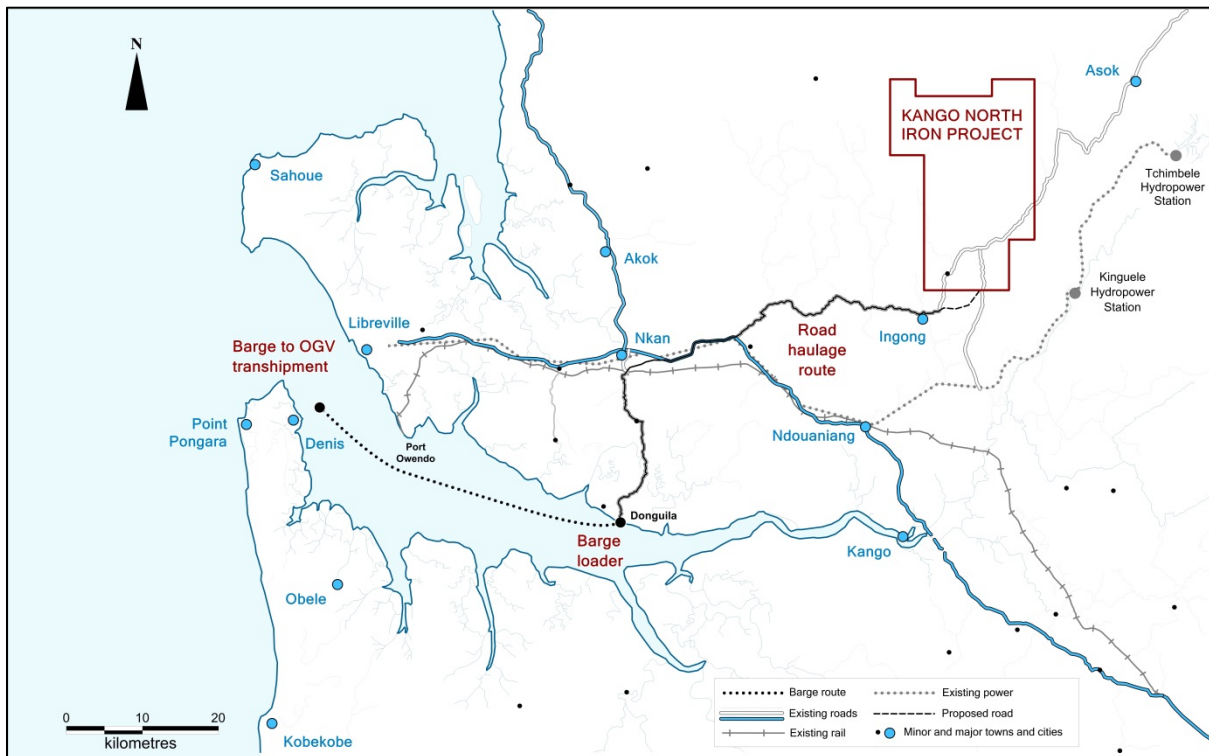 N
Asok
KANGO NORTH
IRON PROJECT
Sahoue
Tchimbele
Hydropower
Station
Akok
Kinguele
Hydropower
Station
Libreville
Nkan
Road
haulage
route
Ingong
Barge to OGV
transhipment
Point
Pongara
Denis
Port
Owendo
Ndouaniang
Donguila
Barge
loader
Kango
Obele
Kobekobe
0 10 20
kilometres
Barge route
Existing power
Existing roads
Proposed road
Existing rail
Minor and major towns and cities